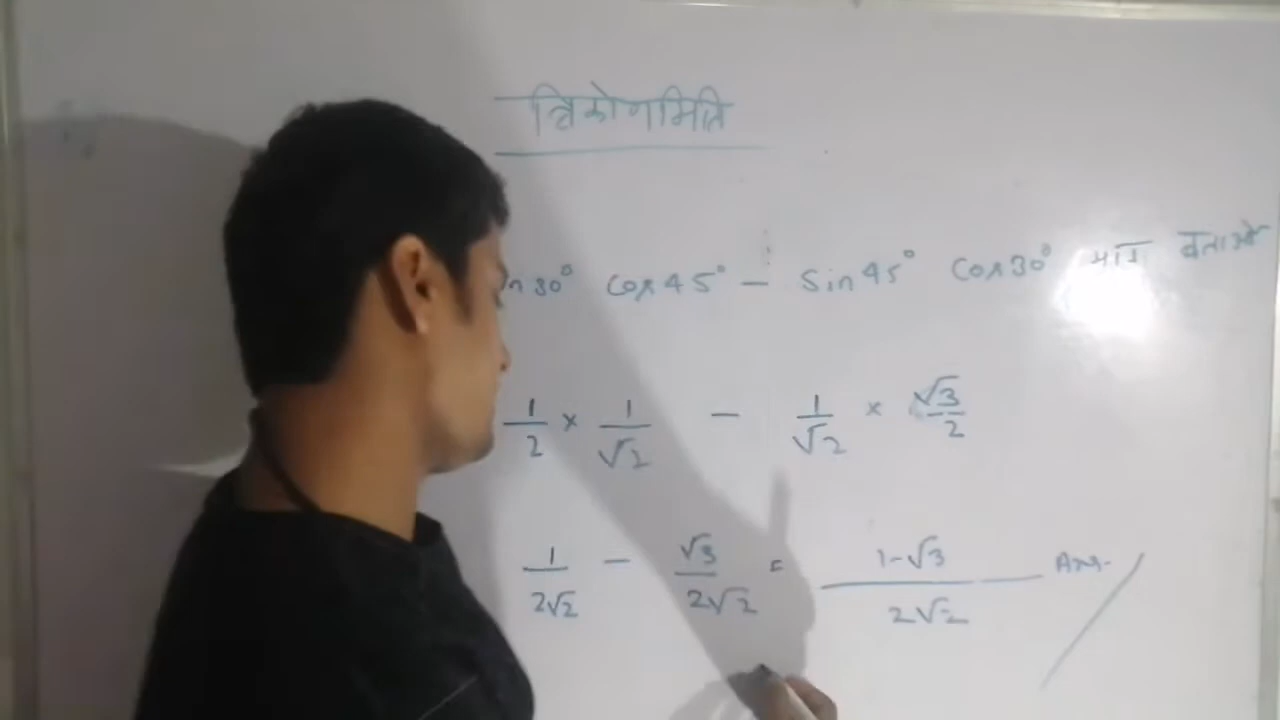 त्रिकोणमिति
n 30° Cos 45° - Sin 45° Cos 30° मान बताओ
1/2 × 1/√2 - 1/√2 × √3/2
1/2√2 - √3/2√2 = 1-√3/2√2 Ans.